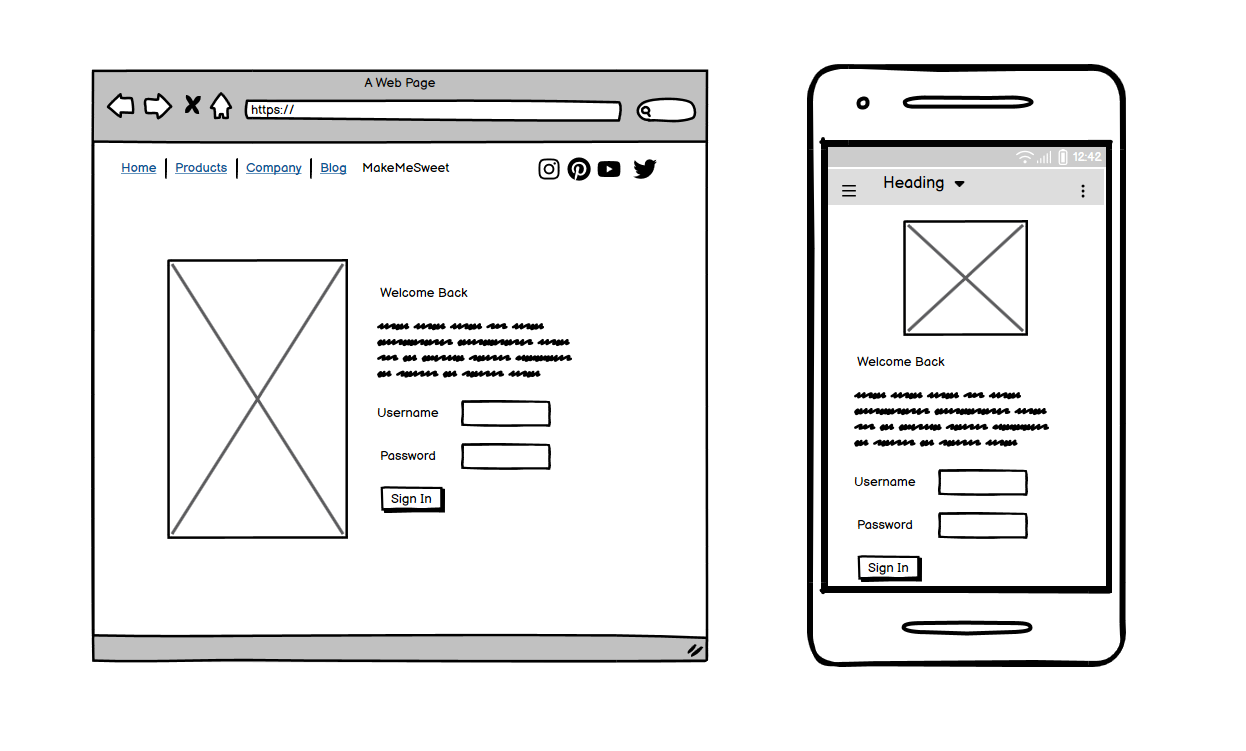 A Web Page
https://
Home Products Company Blog MakeMeSweet
Welcome Back
Username
Password
Sign In
12:42
Heading
Welcome Back
Username
Password
Sign In